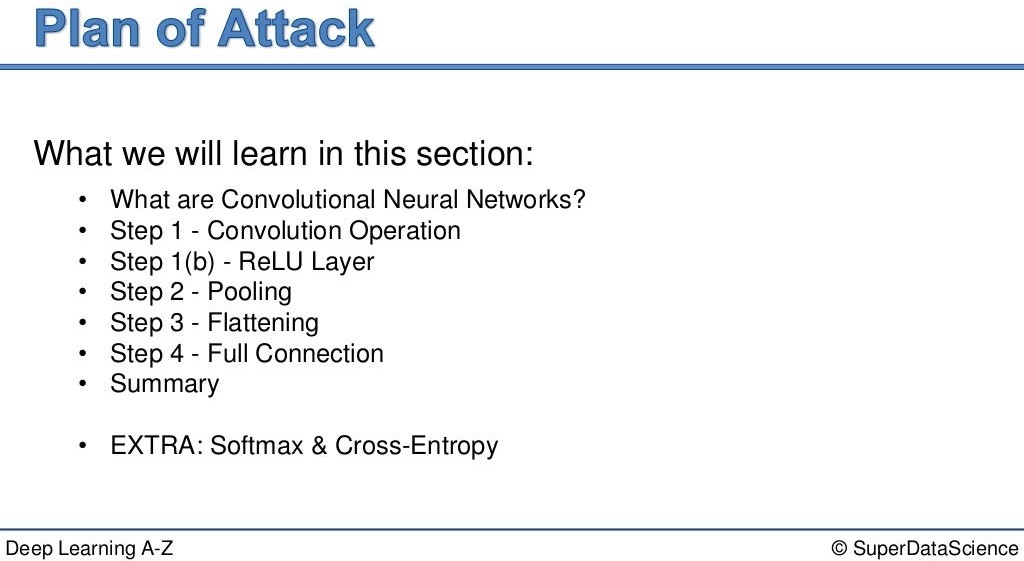 Plan of Attack
What we will learn in this section:
• What are Convolutional Neural Networks?
• Step 1 - Convolution Operation
• Step 1(b) - ReLU Layer
• Step 2 - Pooling
• Step 3 - Flattening
• Step 4 - Full Connection
• Summary
• EXTRA: Softmax & Cross-Entropy
Deep Learning A-Z
© SuperDataScience